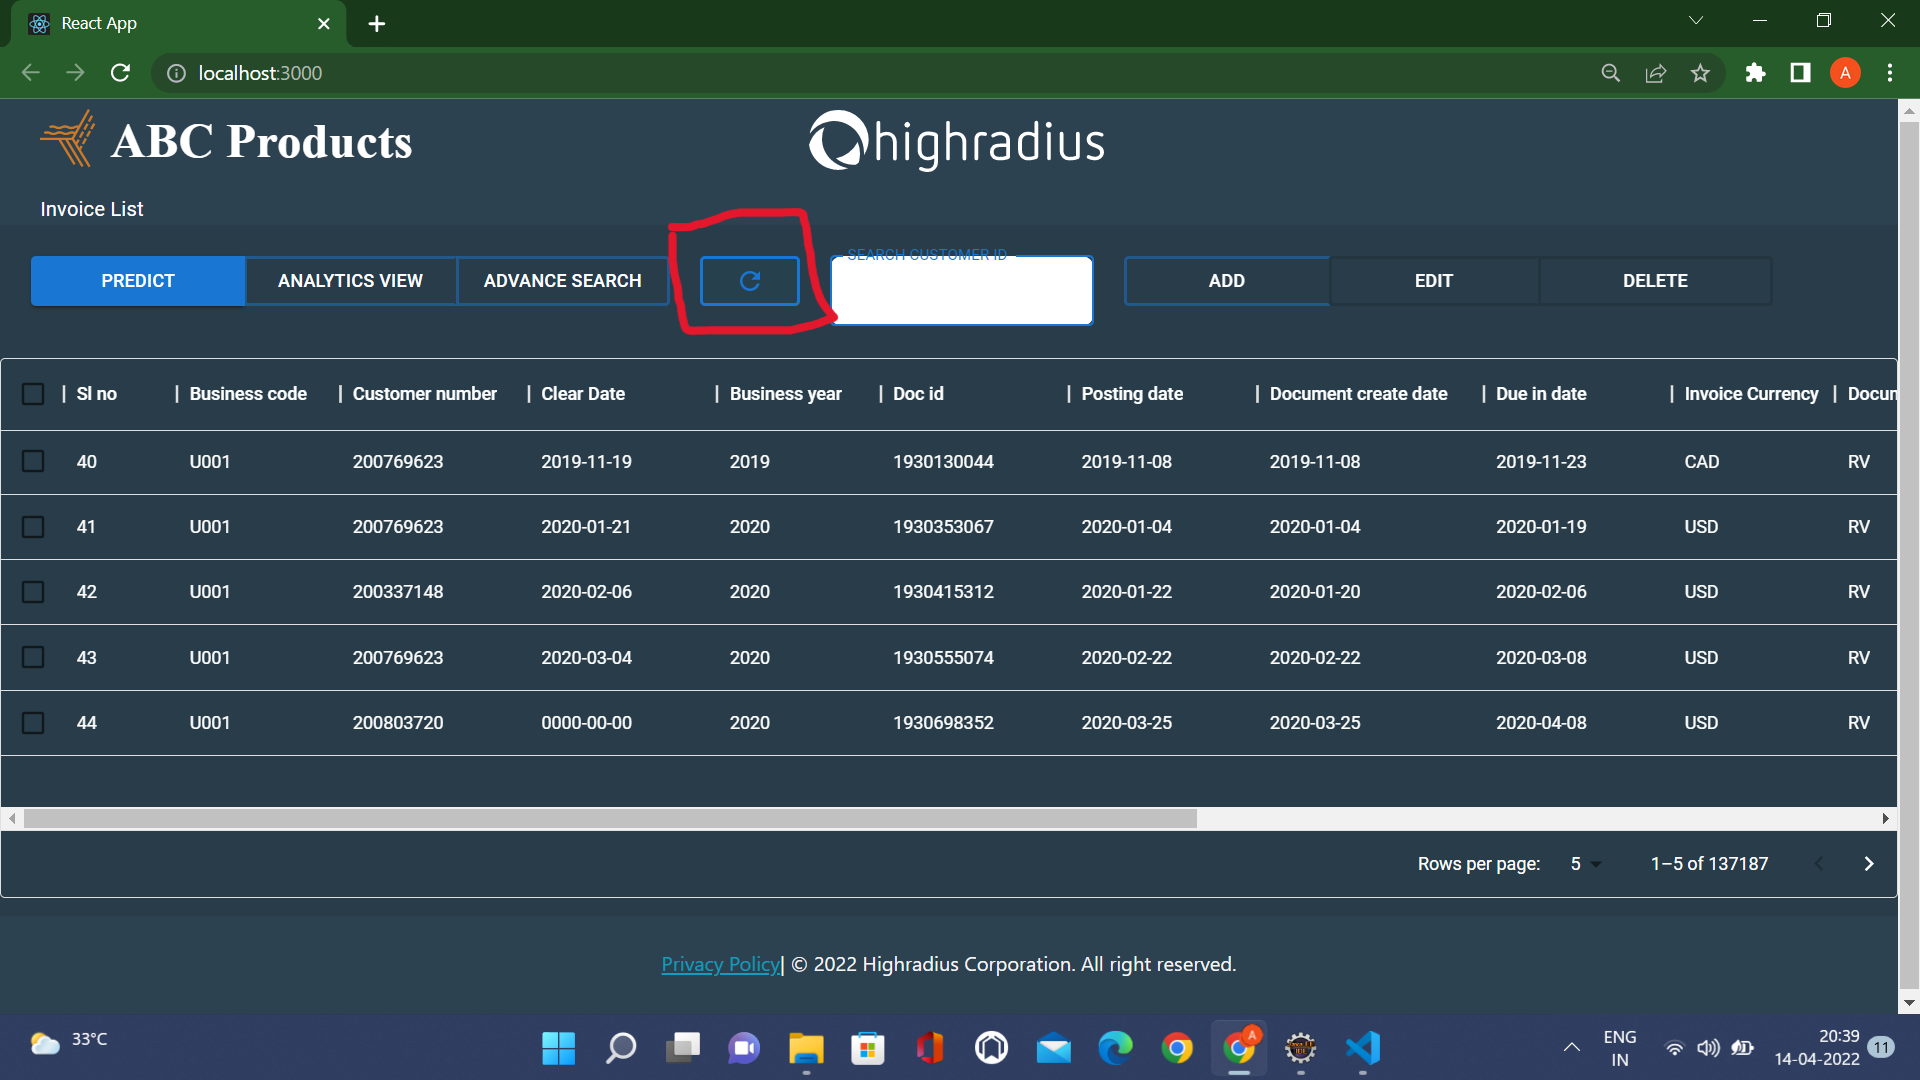 React App
localhost:3000
A
ABC Products
highradius
Invoice List
PREDICT ANALYTICS VIEW ADVANCE SEARCH SEARCH CUSTOMER ID ADD EDIT DELETE
Sl no Business code Customer number Clear Date Business year Doc id Posting date Document create date Due in date Invoice Currency Docun
40 U001 200769623 2019-11-19 2019 1930130044 2019-11-08 2019-11-08 2019-11-23 CAD RV
41 U001 200769623 2020-01-21 2020 1930353067 2020-01-04 2020-01-04 2020-01-19 USD RV
42 U001 200337148 2020-02-06 2020 1930415312 2020-01-22 2020-01-20 2020-02-06 USD RV
43 U001 200769623 2020-03-04 2020 1930555074 2020-02-22 2020-02-22 2020-03-08 USD RV
44 U001 200803720 0000-00-00 2020 1930698352 2020-03-25 2020-03-25 2020-04-08 USD RV
Rows per page: 5 1–5 of 137187
Privacy Policy| © 2022 Highradius Corporation. All right reserved.
33°C
A
ENG
IN
20:39
14-04-2022
11